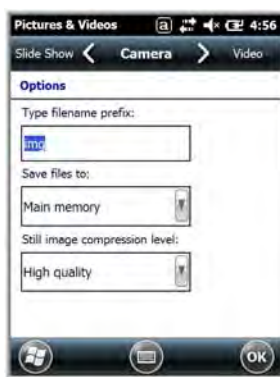 Pictures & Videos a 4:56
Slide Show Camera Video
Options
Type filename prefix:
img
Save files to:
Main memory
Still image compression level:
High quality
OK